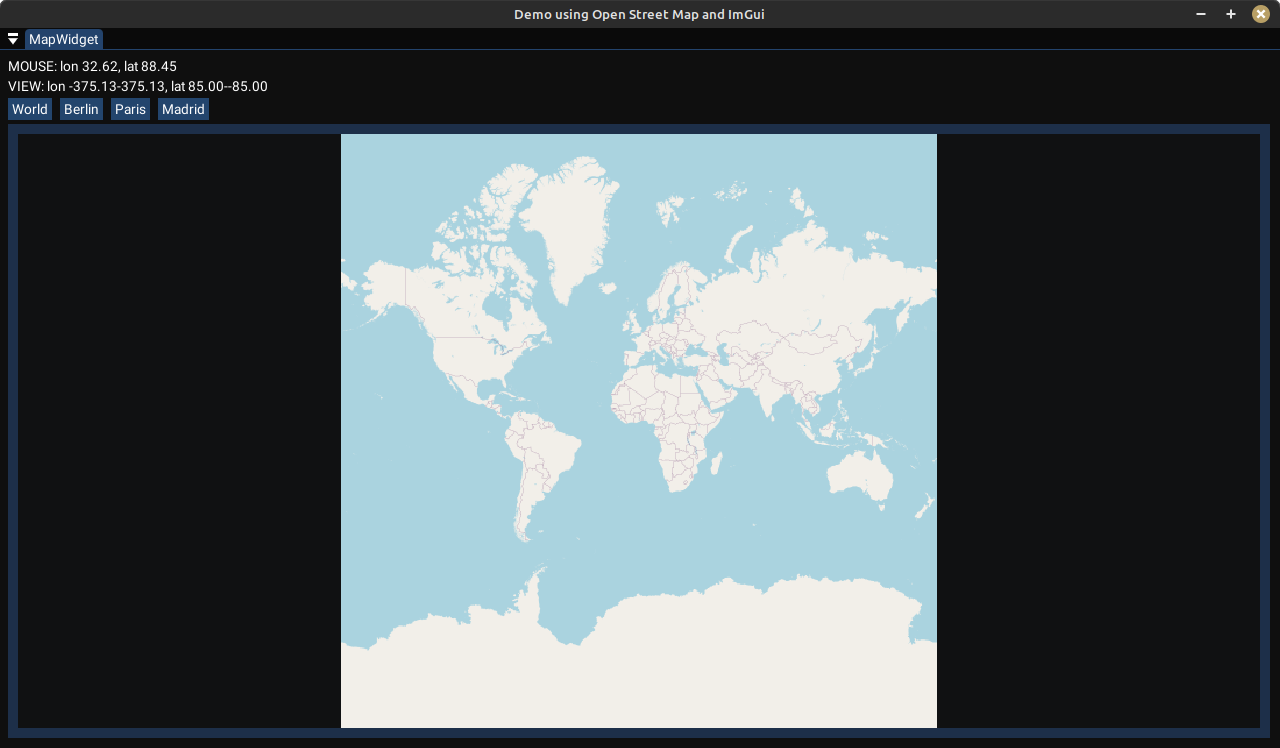 Demo using Open Street Map and ImGui
MapWidget
MOUSE: lon 32.62, lat 88.45
VIEW: lon -375.13-375.13, lat 85.00--85.00
World Berlin Paris Madrid